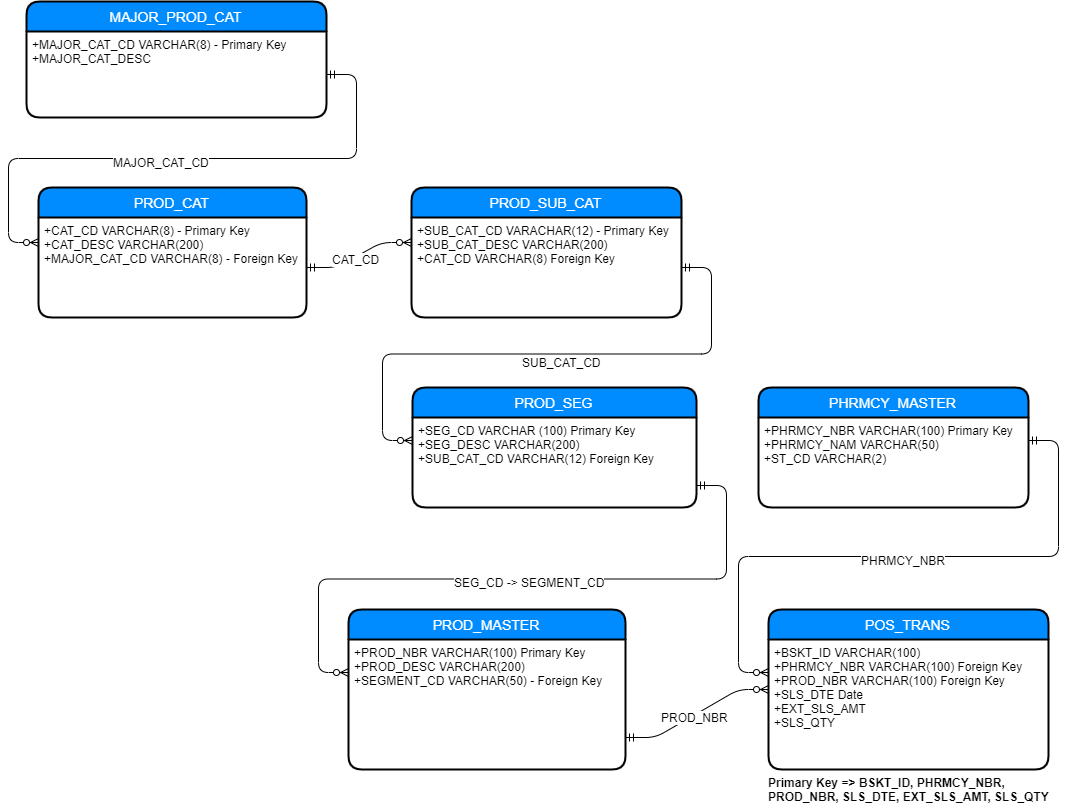 MAJOR_PROD_CAT
+MAJOR_CAT_CD VARCHAR(8) - Primary Key
+MAJOR_CAT_DESC
MAJOR_CAT_CD
PROD_CAT
+CAT_CD VARCHAR(8) - Primary Key
+CAT_DESC VARCHAR(200)
+MAJOR_CAT_CD VARCHAR(8) - Foreign Key
CAT_CD
PROD_SUB_CAT
+SUB_CAT_CD VARACHAR(12) - Primary Key
+SUB_CAT_DESC VARCHAR(200)
+CAT_CD VARCHAR(8) Foreign Key
SUB_CAT_CD
PROD_SEG
+SEG_CD VARCHAR (100) Primary Key
+SEG_DESC VARCHAR(200)
+SUB_CAT_CD VARCHAR(12) Foreign Key
PHRMCY_MASTER
+PHRMCY_NBR VARCHAR(100) Primary Key
+PHRMCY_NAM VARCHAR(50)
+ST_CD VARCHAR(2)
PHRMCY_NBR
SEG_CD -> SEGMENT_CD
PROD_MASTER
+PROD_NBR VARCHAR(100) Primary Key
+PROD_DESC VARCHAR(200)
+SEGMENT_CD VARCHAR(50) - Foreign Key
PROD_NBR
POS_TRANS
+BSKT_ID VARCHAR(100)
+PHRMCY_NBR VARCHAR(100) Foreign Key
+PROD_NBR VARCHAR(100) Foreign Key
+SLS_DTE Date
+EXT_SLS_AMT
+SLS_QTY
Primary Key => BSKT_ID, PHRMCY_NBR,
PROD_NBR, SLS_DTE, EXT_SLS_AMT, SLS_QTY